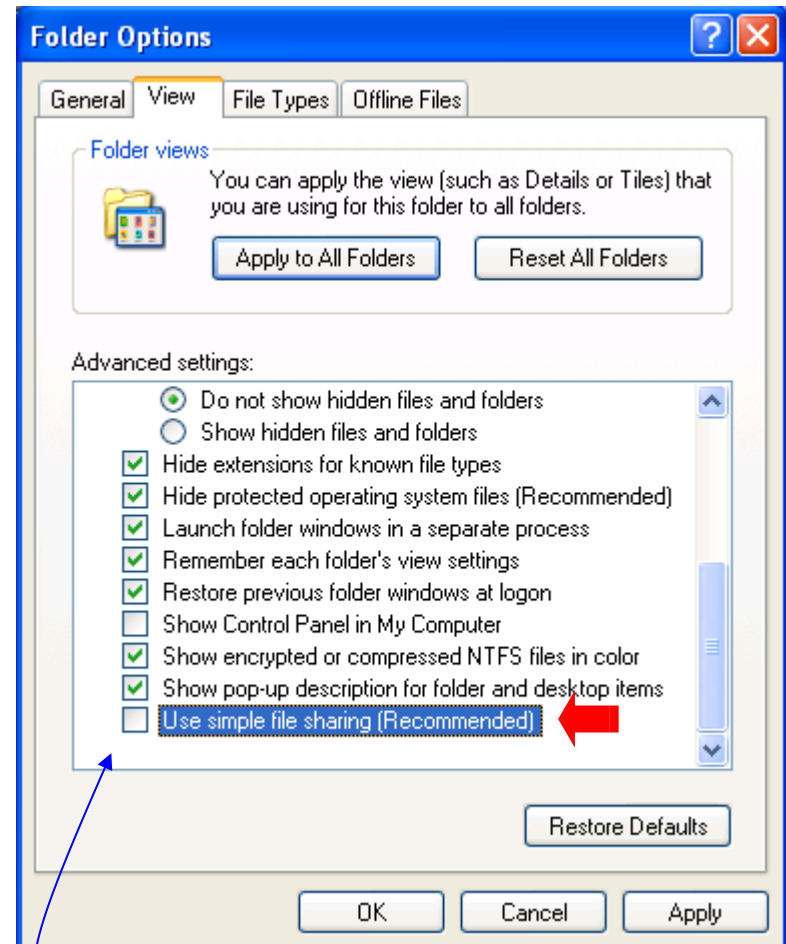 Folder Options
General View File Types Offline Files
Folder views
You can apply the view (such as Details or Tiles) that
you are using for this folder to all folders.
Apply to All Folders Reset All Folders
Advanced settings:
Do not show hidden files and folders
Show hidden files and folders
Hide extensions for known file types
Hide protected operating system files (Recommended)
Launch folder windows in a separate process
Remember each folder's view settings
Restore previous folder windows at logon
Show Control Panel in My Computer
Show encrypted or compressed NTFS files in color
Show pop-up description for folder and desktop items
Use simple file sharing (Recommended)
Restore Defaults
OK Cancel Apply